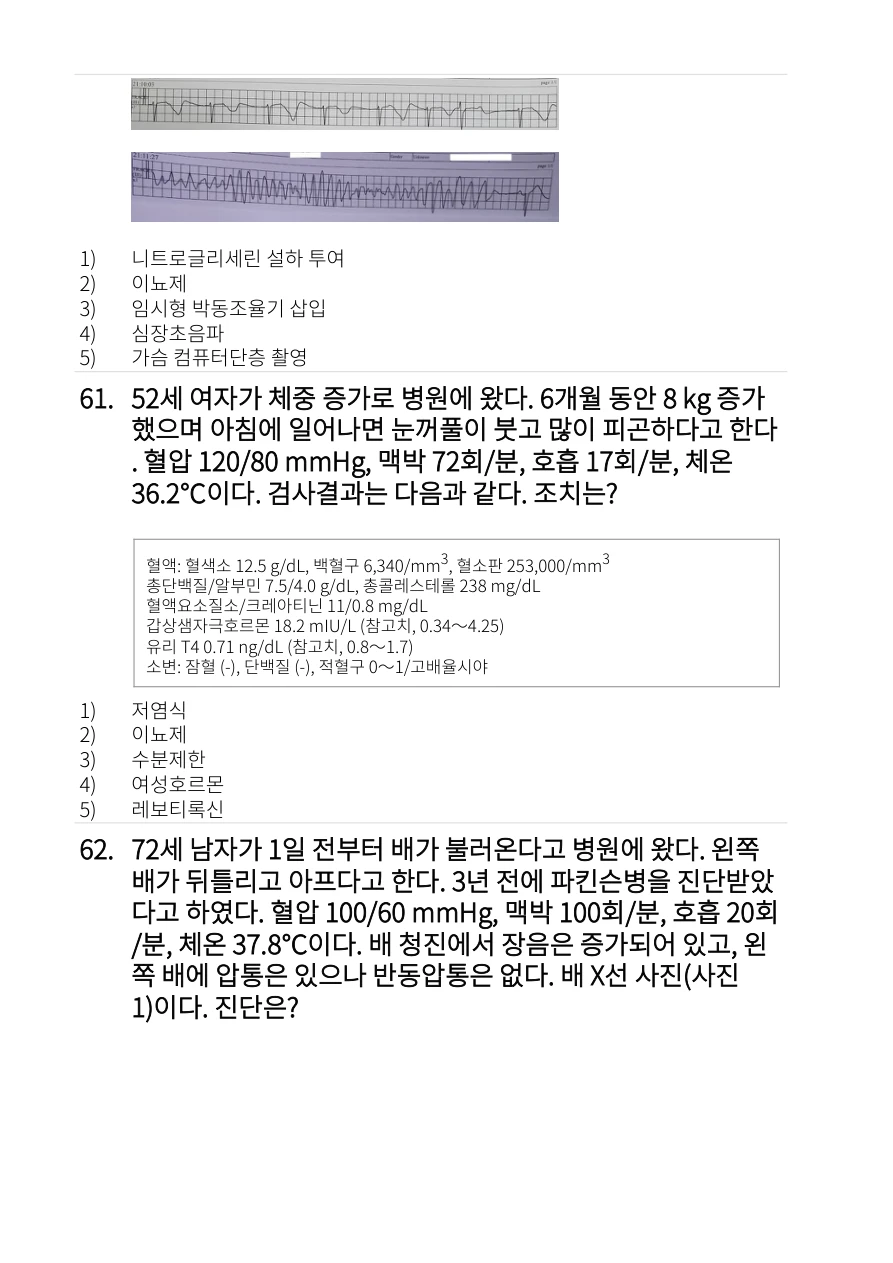 21:10:03
21:11:27
1) 니트로글리세린 설하 투여
2) 이뇨제
3) 임시형 박동조율기 삽입
4) 심장초음파
5) 가슴 컴퓨터단층 촬영
61. 52세 여자가 체중 증가로 병원에 왔다. 6개월 동안 8 kg 증가
했으며 아침에 일어나면 눈꺼풀이 붓고 많이 피곤하다고 한다
. 혈압 120/80 mmHg, 맥박 72회/분, 호흡 17회/분, 체온
36.2℃이다. 검사결과는 다음과 같다. 조치는?
혈액: 혈색소 12.5 g/dL, 백혈구 6,340/mm³, 혈소판 253,000/mm³
총단백질/알부민 7.5/4.0 g/dL, 총콜레스테롤 238 mg/dL
혈액요소질소/크레아티닌 11/0.8 mg/dL
갑상샘자극호르몬 18.2 mIU/L (참고치, 0.34～4.25)
유리 T4 0.71 ng/dL (참고치, 0.8～1.7)
소변: 잠혈 (-), 단백질 (-), 적혈구 0～1/고배율시야
1) 저염식
2) 이뇨제
3) 수분제한
4) 여성호르몬
5) 레보티록신
62. 72세 남자가 1일 전부터 배가 불러온다고 병원에 왔다. 왼쪽
배가 뒤틀리고 아프다고 한다. 3년 전에 파킨슨병을 진단받았
다고 하였다. 혈압 100/60 mmHg, 맥박 100회/분, 호흡 20회
/분, 체온 37.8℃이다. 배 청진에서 장음은 증가되어 있고, 왼
쪽 배에 압통은 있으나 반동압통은 없다. 배 X선 사진(사진
1)이다. 진단은?